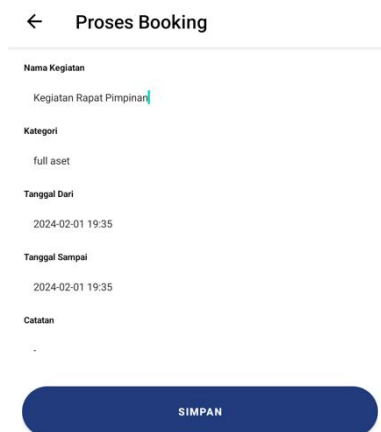 Proses Booking
Nama Kegiatan
Kegiatan Rapat Pimpinan
Kategori
full aset
Tanggal Dari
2024-02-01 19:35
Tanggal Sampai
2024-02-01 19:35
Catatan
-
SIMPAN